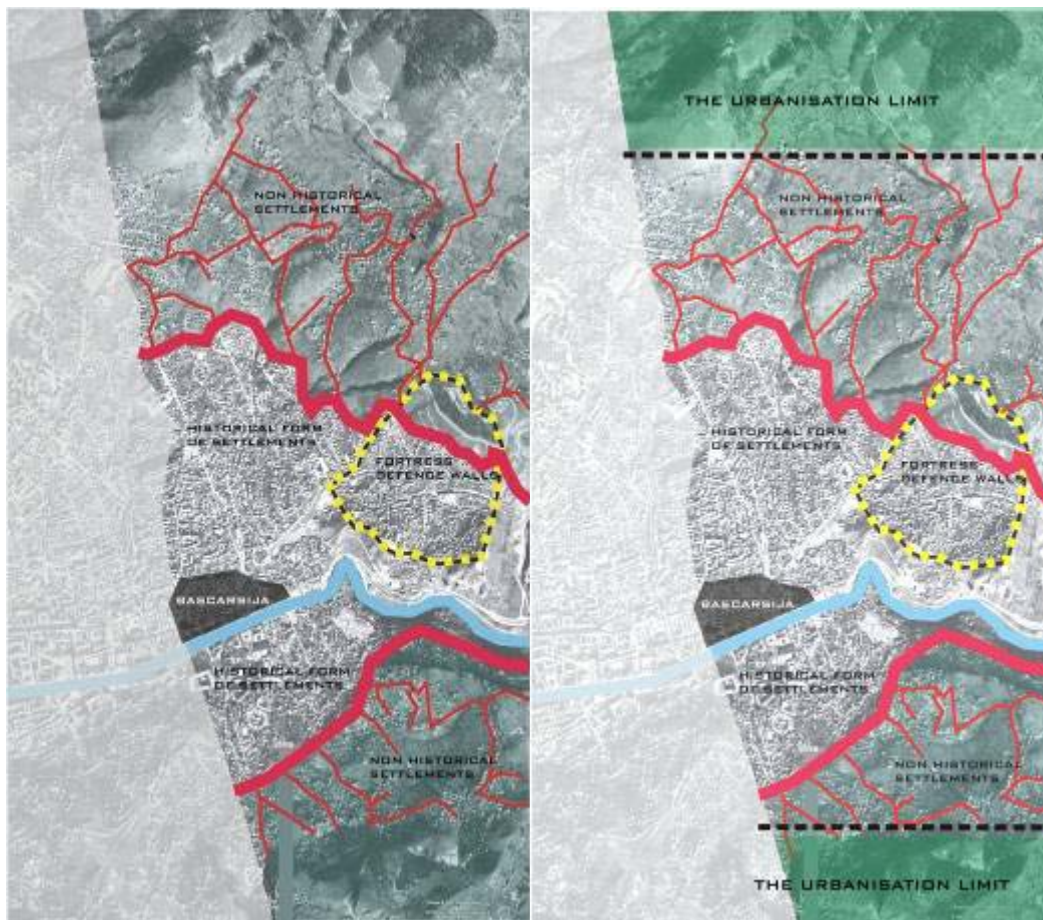 NON HISTORICAL
SETTLEMENTS
HISTORICAL FORM
OF SETTLEMENTS
FORTRESS
DEFENCE WALLS
BASCARSIJA
HISTORICAL FORM
OF SETTLEMENTS
NON HISTORICAL
SETTLEMENTS
THE URBANISATION LIMIT
NON HISTORICAL
SETTLEMENTS
HISTORICAL FORM
OF SETTLEMENTS
FORTRESS
DEFENCE WALLS
BASCARSIJA
HISTORICAL FORM
OF SETTLEMENTS
NON HISTORICAL
SETTLEMENTS
THE URBANISATION LIMIT